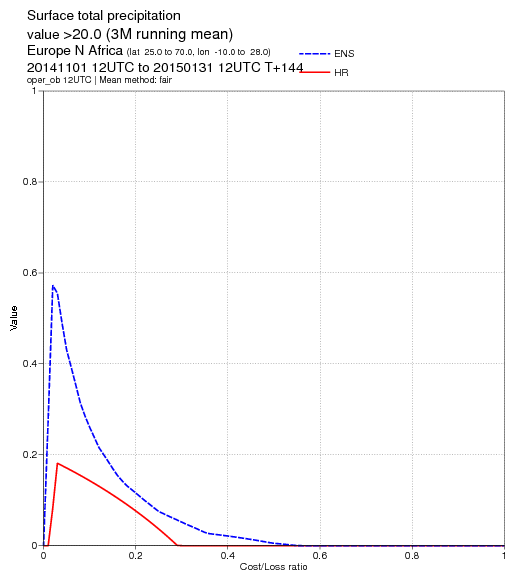 Surface total precipitation
value >20.0 (3M running mean)
Europe N Africa (lat 25.0 to 70.0, lon -10.0 to 28.0)
20141101 12UTC to 20150131 12UTC T+144
oper_ob 12UTC | Mean method: fair
ENS
HR
1
0.8
0.6
0.4
0.2
0
Value
0 0.2 0.4 0.6 0.8 1
Cost/Loss ratio